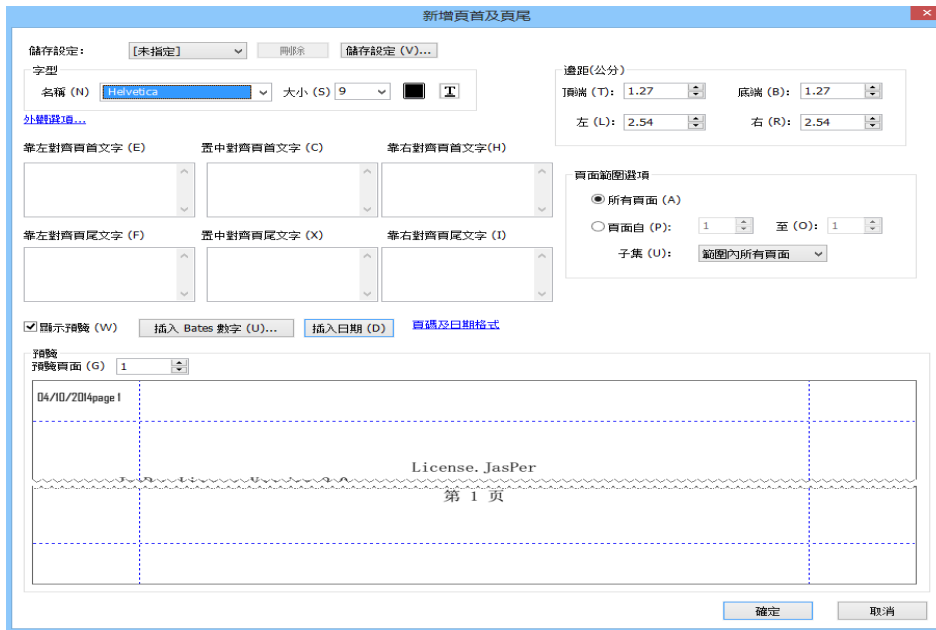 新增頁首及頁尾
儲存設定: [未指定] 刪除 儲存設定 (V)...
字型
名稱 (N) Helvetica 大小 (S) 9 T
外觀選項...
邊距(公分)
頂端 (T): 1.27 底端 (B): 1.27
左 (L): 2.54 右 (R): 2.54
靠左對齊頁首文字 (E) 置中對齊頁首文字 (C) 靠右對齊頁首文字(H)
頁面範圍選項
所有頁面 (A)
頁面自 (P): 1 至 (O): 1
子集 (U): 範圍內所有頁面
靠左對齊頁尾文字 (F) 置中對齊頁尾文字 (X) 靠右對齊頁尾文字 (I)
顯示預覽 (W) 插入 Bates 數字 (U)... 插入日期 (D) 頁碼及日期格式
預覽
預覽頁面 (G) 1
04/10/2014page 1
License.JasPer
第 1 页
確定 取消